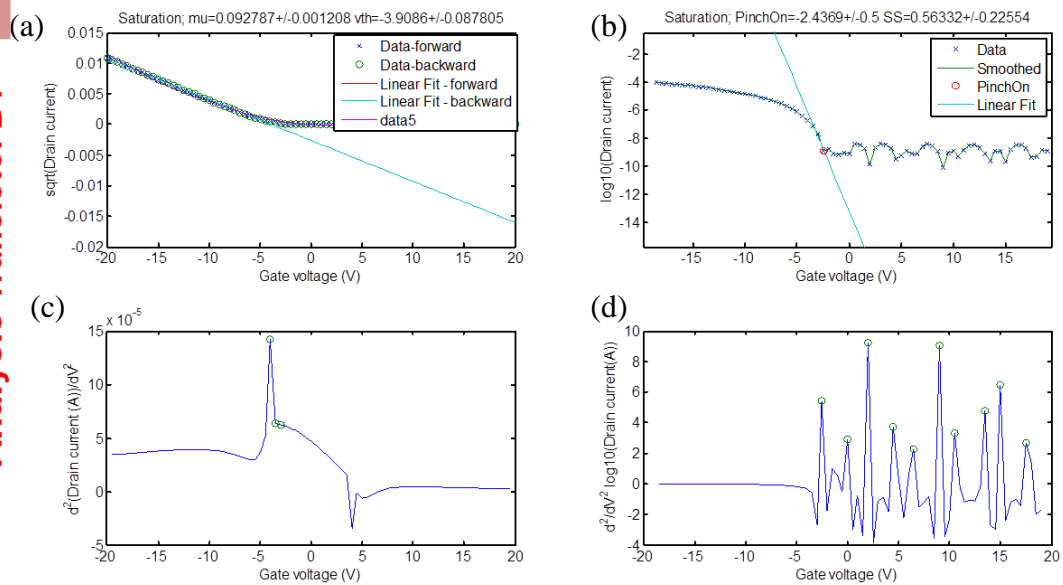 (a)
Saturation; mu=0.092787+/-0.001208 vth=-3.9086+/-0.087805
0.015
0.01
0.005
0
-0.005
-0.01
-0.015
-0.02
sqrt(Drain current)
Data-forward
Data-backward
Linear Fit - forward
Linear Fit - backward
data5
-20 -15 -10 -5 0 5 10 15 20
Gate voltage (V)
(b)
Saturation; PinchOn=-2.4369+/-0.5 SS=0.56332+/-0.22554
-2
-4
-6
-8
-10
-12
-14
log10(Drain current)
Data
Smoothed
PinchOn
Linear Fit
-15 -10 -5 0 5 10 15
Gate voltage (V)
(c)
x 10⁻⁵
15
10
5
0
-5
d²(Drain current (A))/dV²
-20 -15 -10 -5 0 5 10 15 20
Gate voltage (V)
(d)
10
8
6
4
2
0
-2
-4
d²/dV² log10(Drain current(A))
-20 -15 -10 -5 0 5 10 15 20
Gate voltage (V)